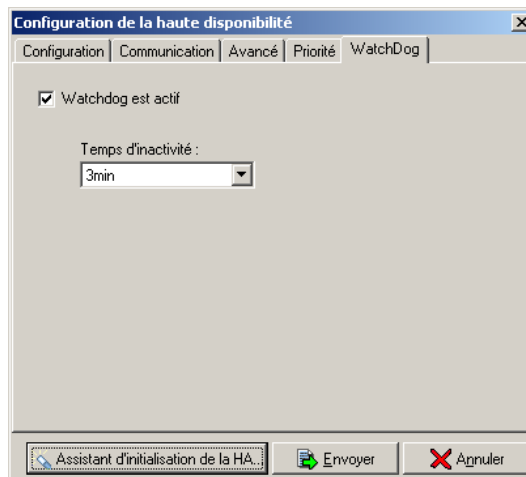 Configuration de la haute disponibilité
Configuration Communication Avancé Priorité WatchDog
Watchdog est actif
Temps d'inactivité :
3min
Assistant d'initialisation de la HA.. Envoyer Annuler